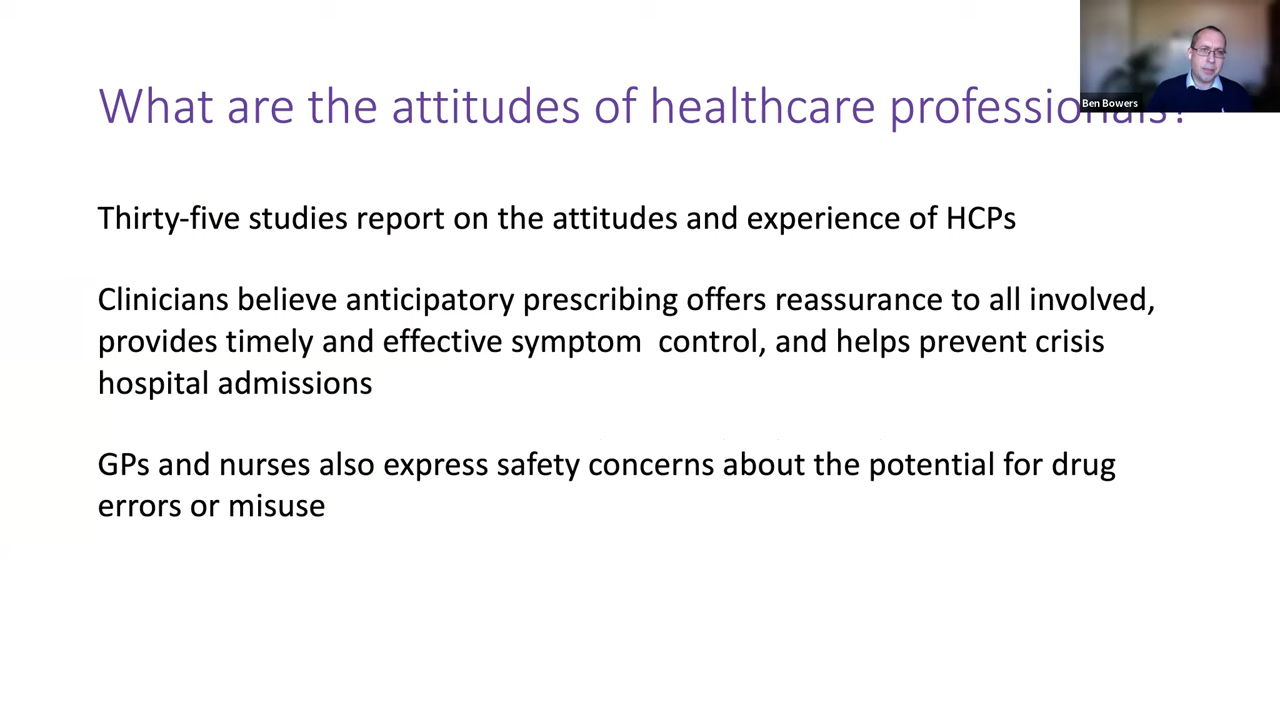 What are the attitudes of healthcare professionals?
Ben Bowers
Thirty-five studies report on the attitudes and experience of HCPs
Clinicians believe anticipatory prescribing offers reassurance to all involved,
provides timely and effective symptom  control, and helps prevent crisis
hospital admissions
GPs and nurses also express safety concerns about the potential for drug
errors or misuse